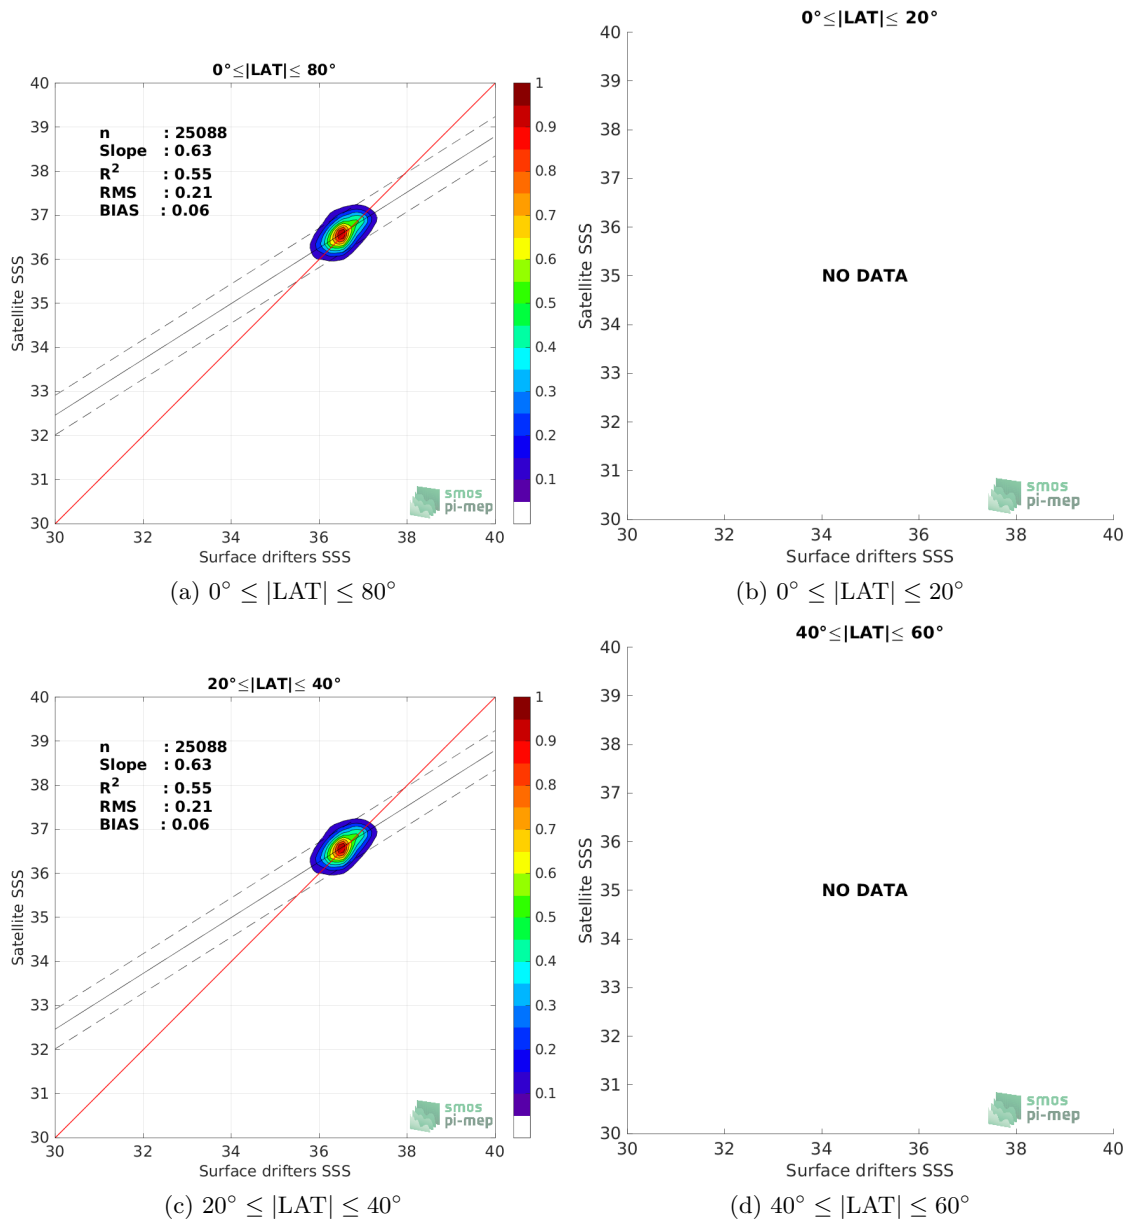 0°≤|LAT|≤ 80°
40
39
38
37
36
35
34
33
32
31
30
Satellite SSS
n : 25088
Slope : 0.63
R2 : 0.55
RMS : 0.21
BIAS : 0.06
smos
pi-mep
30 32 34 36 38 40
Surface drifters SSS
1
0.9
0.8
0.7
0.6
0.5
0.4
0.3
0.2
0.1
(a) 0° ≤ |LAT| ≤ 80°
0°≤|LAT|≤ 20°
40
39
38
37
36
35
34
33
32
31
30
Satellite SSS
NO DATA
smos
pi-mep
30 32 34 36 38 40
Surface drifters SSS
(b) 0° ≤ |LAT| ≤ 20°
20°≤|LAT|≤ 40°
40
39
38
37
36
35
34
33
32
31
30
Satellite SSS
n : 25088
Slope : 0.63
R2 : 0.55
RMS : 0.21
BIAS : 0.06
smos
pi-mep
30 32 34 36 38 40
Surface drifters SSS
1
0.9
0.8
0.7
0.6
0.5
0.4
0.3
0.2
0.1
(c) 20° ≤ |LAT| ≤ 40°
40°≤|LAT|≤ 60°
40
39
38
37
36
35
34
33
32
31
30
Satellite SSS
NO DATA
smos
pi-mep
30 32 34 36 38 40
Surface drifters SSS
(d) 40° ≤ |LAT| ≤ 60°